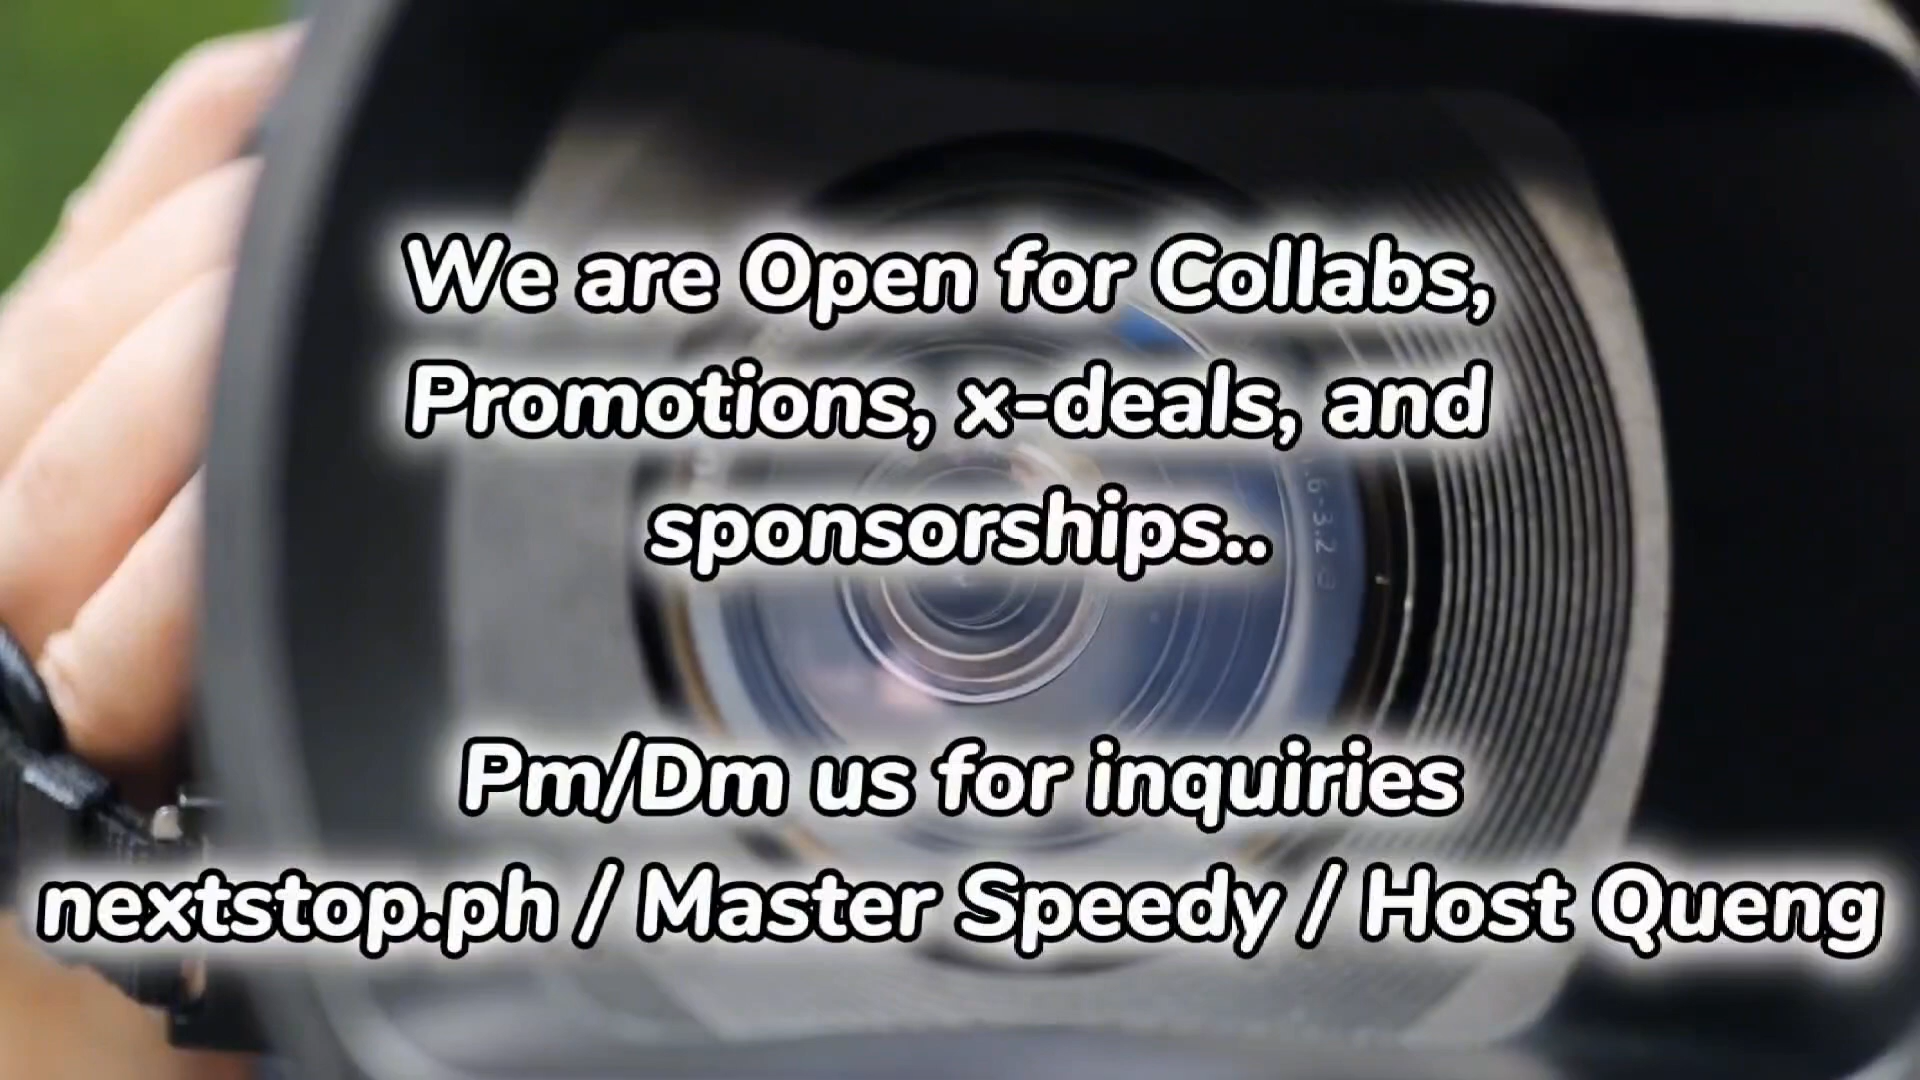 We are Open for Collabs,
Promotions, x-deals, and
sponsorships..
Pm/Dm us for inquiries
nextstop.ph / Master Speedy / Host Queng